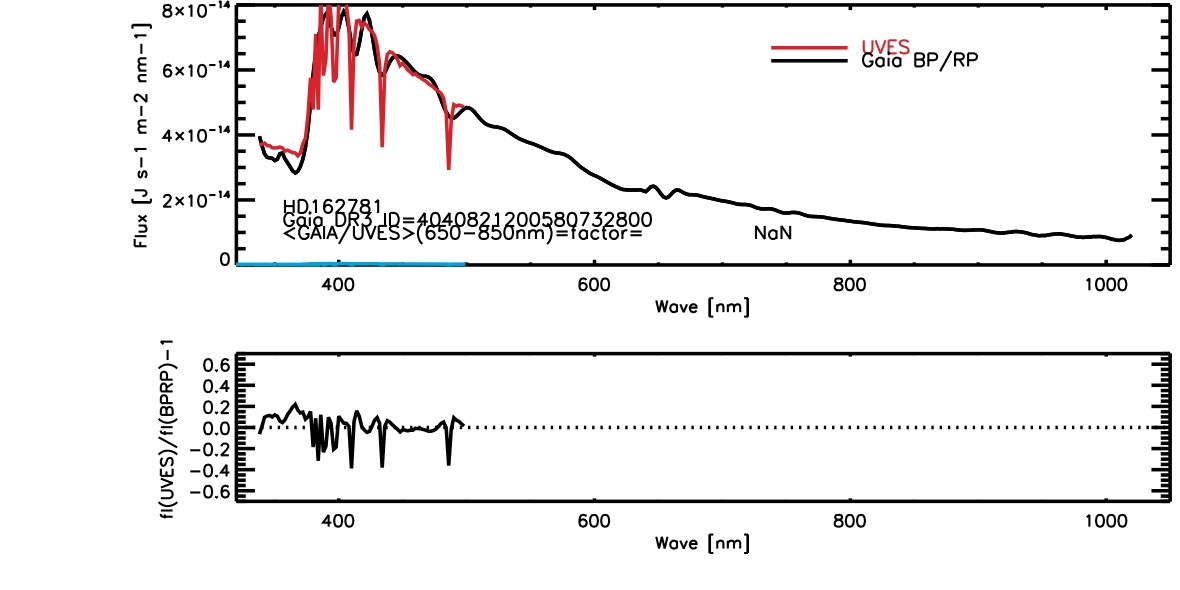 8×10⁻¹⁴
6×10⁻¹⁴
4×10⁻¹⁴
2×10⁻¹⁴
0
Flux [J s−1 m−2 nm−1]
UVES
Gaia BP/RP
HD162781
Gaia DR3 ID=4040821200580732800
<GAIA/UVES>(650−850nm)=factor= NaN
400 600 800 1000
Wave [nm]
fl(UVES)/fl(BPRP)−1
0.6
0.4
0.2
0.0
−0.2
−0.4
−0.6
400 600 800 1000
Wave [nm]